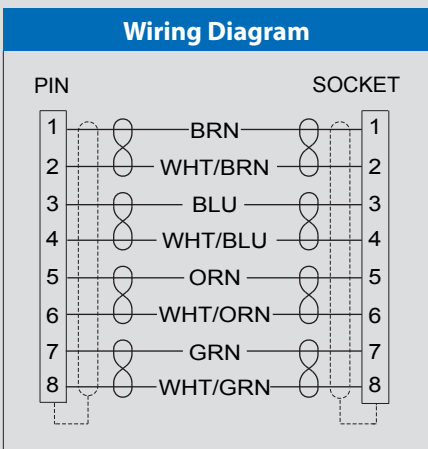 Wiring Diagram
PIN SOCKET
1 BRN 1
2 WHT/BRN 2
3 BLU 3
4 WHT/BLU 4
5 ORN 5
6 WHT/ORN 6
7 GRN 7
8 WHT/GRN 8